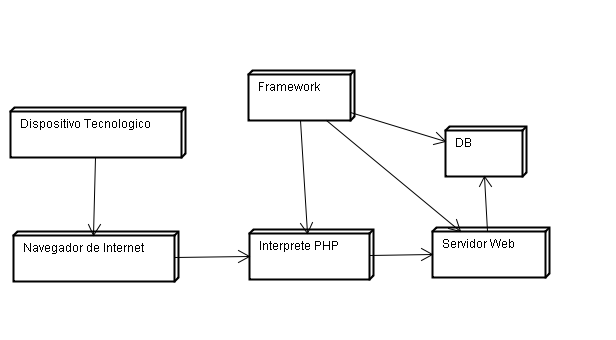 Framework
Dispositivo Tecnologico
DB
Navegador de Internet
Interprete PHP
Servidor Web